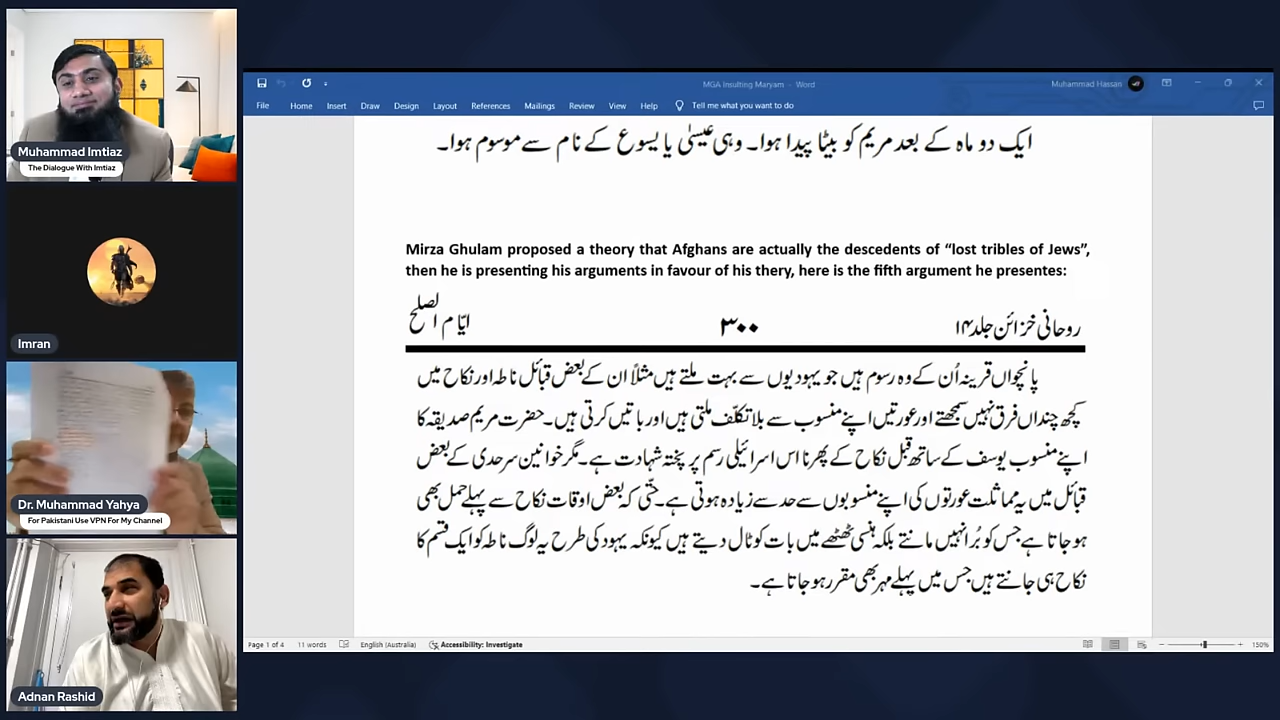 Muhammad Imtiaz
The Dialogue With Imtiaz
Imran
Dr. Muhammad Yahya
For Pakistani Use VPN For My Channel
Adnan Rashid
MGA Insulting Maryam - Word
Muhammad Hassan
File Home Insert Draw Design Layout References Mailings Review View Help Tell me what you want to do
ایک دو ماہ کے بعد مریم کو بیٹا پیدا ہوا۔ وہی عیسیٰ یا یسوع کے نام سے موسوم ہوا۔
Mirza Ghulam proposed a theory that Afghans are actually the descedents of “lost tribles of Jews”,
then he is presenting his arguments in favour of his thery, here is the fifth argument he presentes:
روحانی خزائن جلد ۱۴ ۳۰۰ ایّام الصلح
پانچواں قرینہ اُن کے وہ رسوم ہیں جو یہودیوں سے بہت ملتے ہیں مثلاً ان کے بعض قبائل ناطہ اور نکاح میں
کچھ چنداں فرق نہیں سمجھتے اور عورتیں اپنے منسوب سے بلا تکلّف ملتی ہیں اور باتیں کرتی ہیں۔ حضرت مریم صدیقہ کا
اپنے منسوب یوسف کے ساتھ قبل نکاح کے پھرنا اس اسرائیلی رسم پر پختہ شہادت ہے۔ مگر خوانین سرحدی کے بعض
قبائل میں یہ مماثلت عورتوں کی اپنے منسوبوں سے حد سے زیادہ ہوتی ہے۔ حتّٰی کہ بعض اوقات نکاح سے پہلے حمل بھی
ہو جاتا ہے جس کو بُرا نہیں مانتے بلکہ ہنسی ٹھٹھے میں بات کو ٹال دیتے ہیں کیونکہ یہود کی طرح یہ لوگ ناطہ کو ایک قسم کا
نکاح ہی جانتے ہیں جس میں پہلے مہر بھی مقرر ہو جاتا ہے۔
Page 1 of 4 11 words English (Australia) Accessibility: Investigate 150%